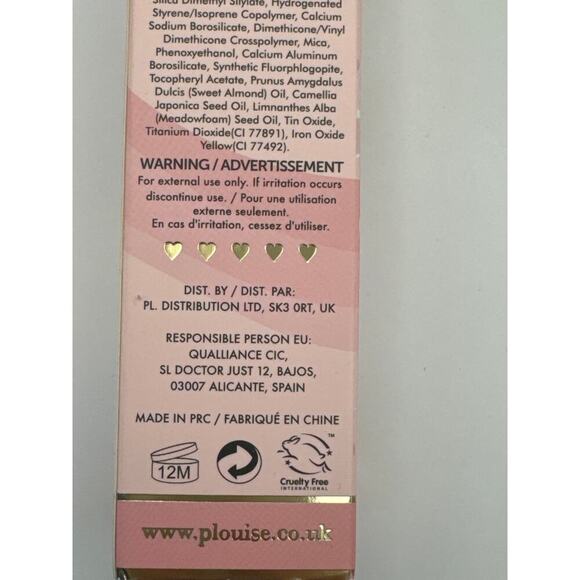 Silica Dimethyl Silylate, Hydrogenated
Styrene/Isoprene Copolymer, Calcium
Sodium Borosilicate, Dimethicone/Vinyl
Dimethicone Crosspolymer, Mica,
Phenoxyethanol, Calcium Aluminum
Borosilicate, Synthetic Fluorphlogopite,
Tocopheryl Acetate, Prunus Amygdalus
Dulcis (Sweet Almond) Oil, Camellia
Japonica Seed Oil, Limnanthes Alba
(Meadowfoam) Seed Oil, Tin Oxide,
Titanium Dioxide(CI 77891), Iron Oxide
Yellow(CI 77492).
WARNING / ADVERTISSEMENT
For external use only. If irritation occurs
discontinue use. / Pour une utilisation
externe seulement.
En cas d'irritation, cessez d'utiliser.
DIST. BY / DIST. PAR:
PL. DISTRIBUTION LTD, SK3 0RT, UK
RESPONSIBLE PERSON EU:
QUALLIANCE CIC,
SL DOCTOR JUST 12, BAJOS,
03007 ALICANTE, SPAIN
MADE IN PRC / FABRIQUÉ EN CHINE
12M
TM
Cruelty Free
INTERNATIONAL
www.plouise.co.uk